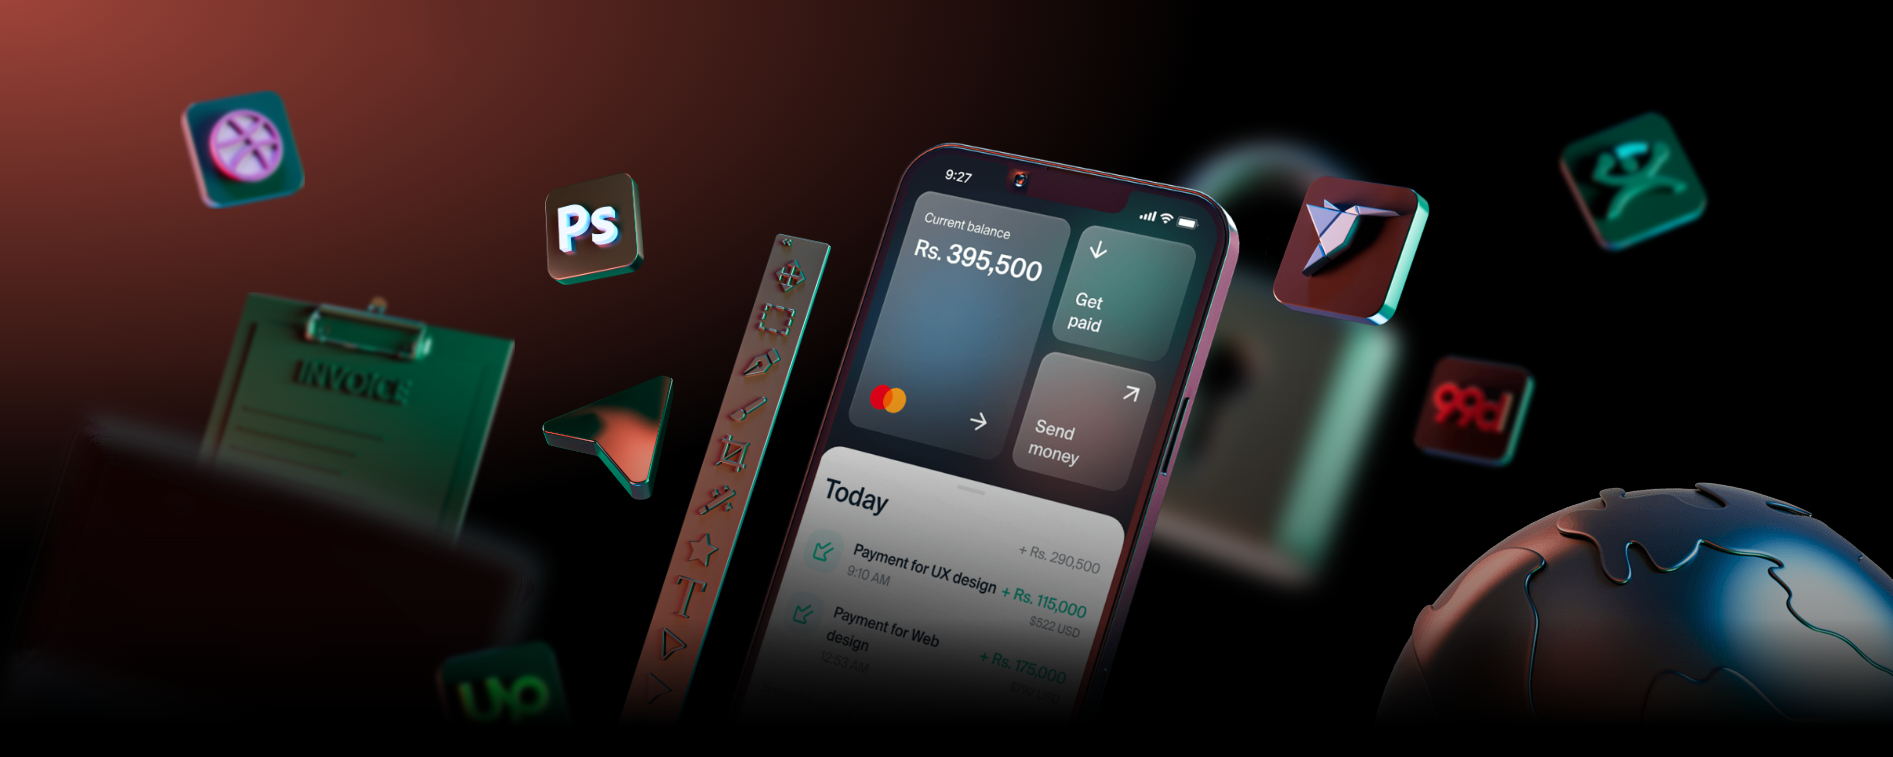 Ps
INVOICE
9:27
Current balance
Rs. 395,500
Get
paid
Send
money
Today
+ Rs. 290,500
Payment for UX design
+ Rs. 115,000
9:10 AM
$522 USD
Payment for Web
design
+ Rs. 175,000
12:53 AM
T
99d
Up